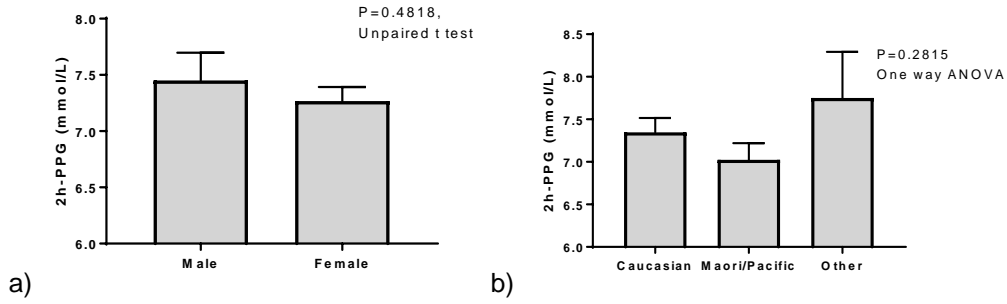 P=0.4818,
Unpaired t test
8.0
7.5
7.0
6.5
6.0
2h-PPG (mmol/L)
Male Female
a)
P=0.2815
One way ANOVA
8.5
8.0
7.5
7.0
6.5
6.0
2h-PPG (mmol/L)
Caucasian Maori/Pacific Other
b)